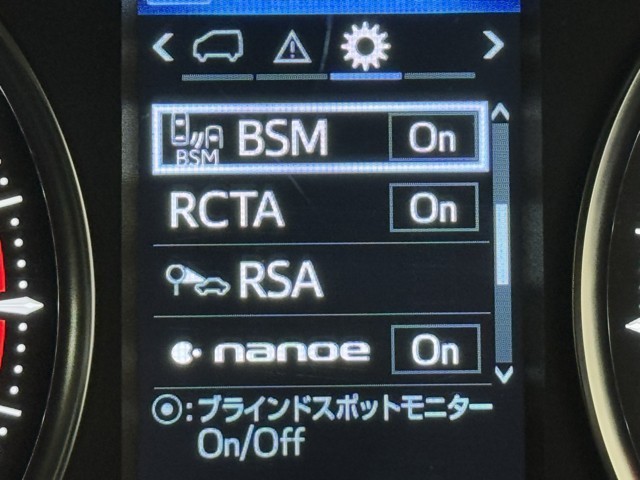 BSM BSM On
RCTA On
RSA
nanoe On
⦿:ブラインドスポットモニター
On/Off